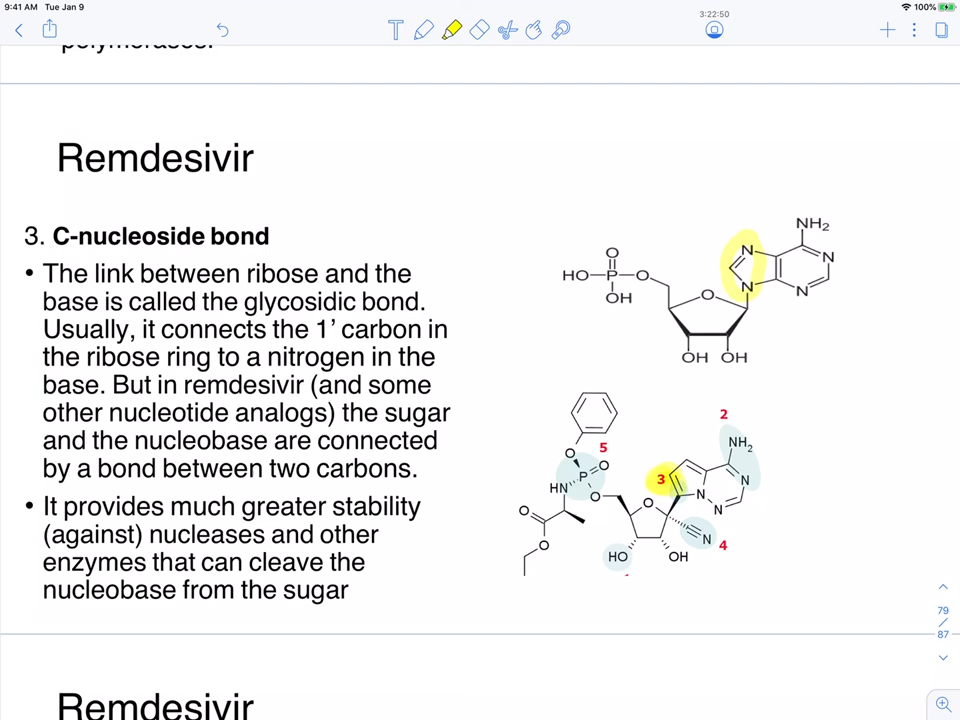 9:41 AM Tue Jan 9
100%
3:22:50
T
polymerases.
Remdesivir
3. C-nucleoside bond
• The link between ribose and the
base is called the glycosidic bond.
Usually, it connects the 1’ carbon in
the ribose ring to a nitrogen in the
base. But in remdesivir (and some
other nucleotide analogs) the sugar
and the nucleobase are connected
by a bond between two carbons.
• It provides much greater stability
(against) nucleases and other
enzymes that can cleave the
nucleobase from the sugar
NH2
N
N
O
HO P O
N
N
OH
O
OH OH
2
NH2
5
O
O
P
3
N
HN
O
O
N
N
O
N
4
O
HO
OH
79
/
87
Remdesivir